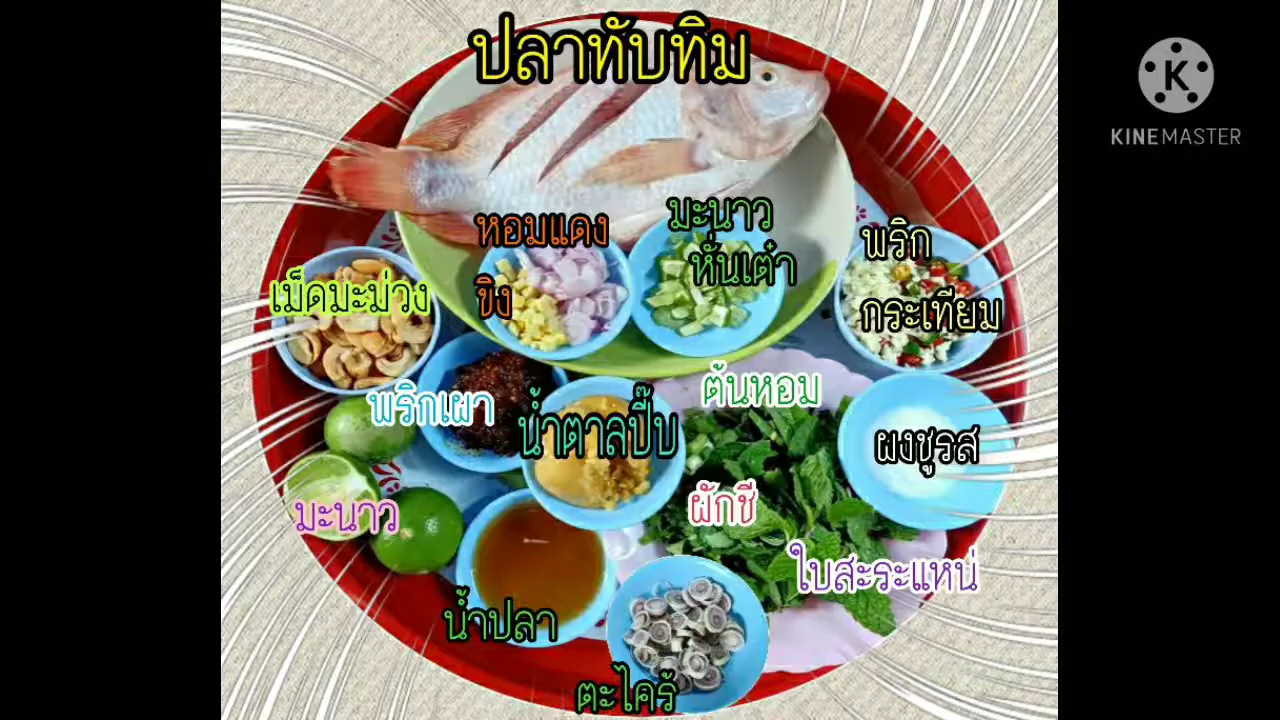 ปลาทับทิม
KINEMASTER
หอมแดง
มะนาว
หั่นเต๋า
พริก
เม็ดมะม่วง
ขิง
กระเทียม
พริกเผา
น้ำตาลปี๊บ
ต้นหอม
ผงชูรส
มะนาว
ผักชี
ใบสะระแหน่
น้ำปลา
ตะไคร้